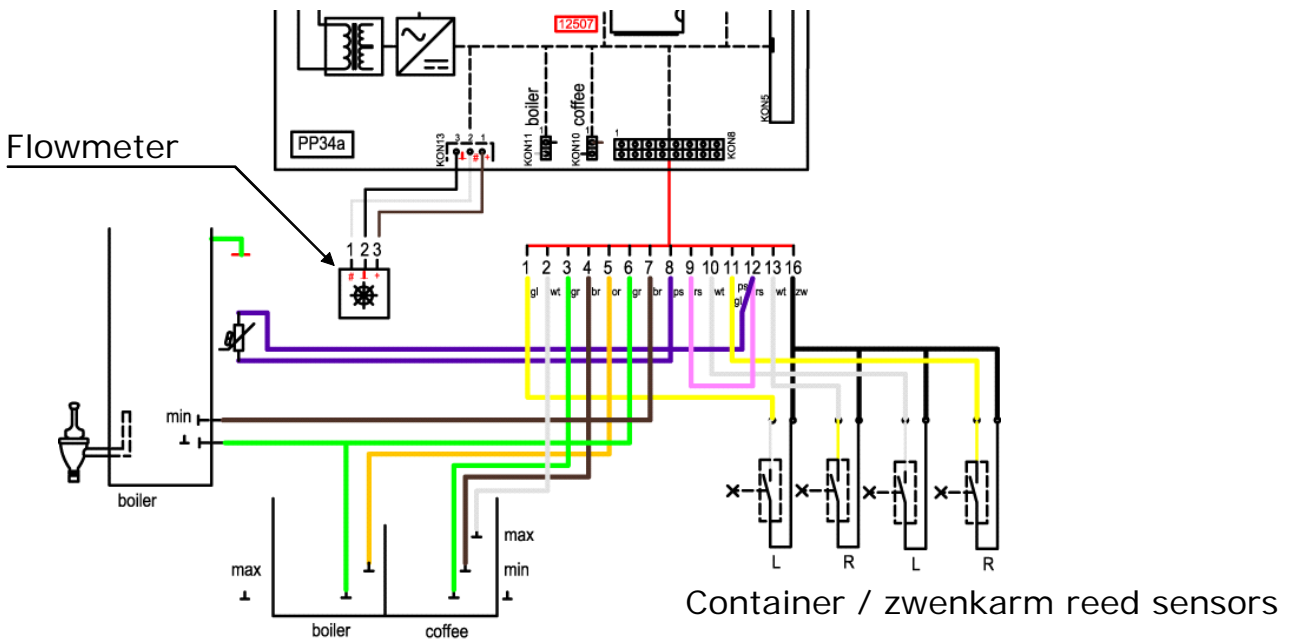 12507
boiler
coffee
KON5
PP34a
KON13
3 2 1
⊥ # +
KON11
1
KON10
1
1
KON8
Flowmeter
1 2 3
# ⊥ +
1 2 3 4 5 6 7 8 9 10 11 12 13 16
gl wt gr br or gr br ps rs wt gl ps rs wt zw
θ
min
boiler
max
min
max
boiler
coffee
L R L R
Container / zwenkarm reed sensors